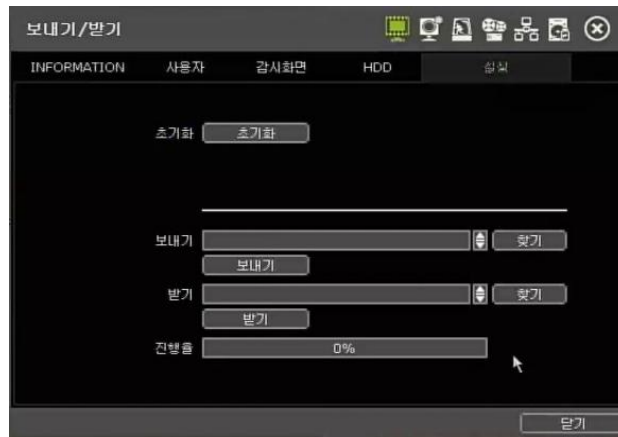 보내기/받기
INFORMATION 사용자 감시화면 HDD
초기화 초기화
보내기 찾기
보내기
받기 찾기
받기
진행율 0%
닫기